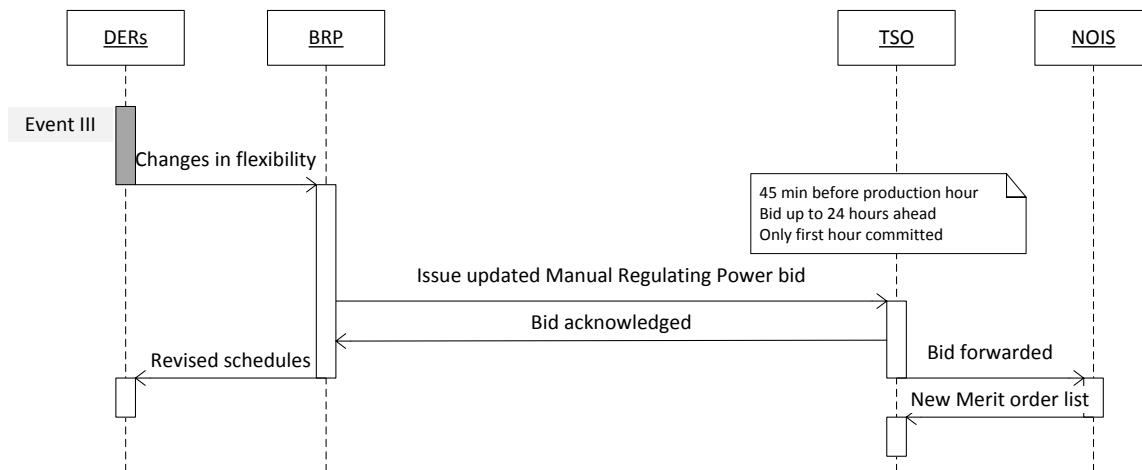 DERs
BRP
TSO
NOIS
Event III
Changes in flexibility
45 min before production hour
Bid up to 24 hours ahead
Only first hour committed
Issue updated Manual Regulating Power bid
Bid acknowledged
Revised schedules
Bid forwarded
New Merit order list